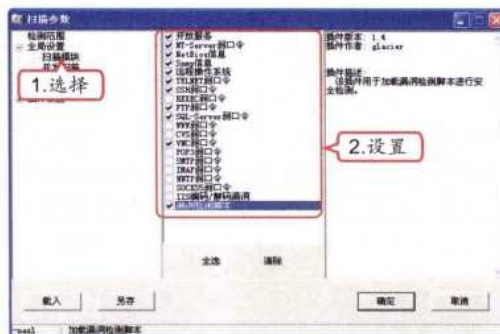 扫描参数
检测范围
全局设置
扫描模块
1.选择
开放服务
NT-Server弱口令
NetBios信息
Snmp信息
远程操作系统
TELNET弱口令
SSH弱口令
REXEC弱口令
FTP弱口令
SQL-Server弱口令
WWW弱口令
CVS弱口令
VNC弱口令
POP3弱口令
SMTP弱口令
IMAP弱口令
NNTP弱口令
SOCKS5弱口令
IIS编码/解码漏洞
漏洞检测脚本
2.设置
插件版本: 1.4
插件作者: glacier
插件描述:
该插件用于加载漏洞检测脚本进行安
全检测。
全选
清除
载入
另存
确定
取消
-nasl : 加载漏洞检测脚本